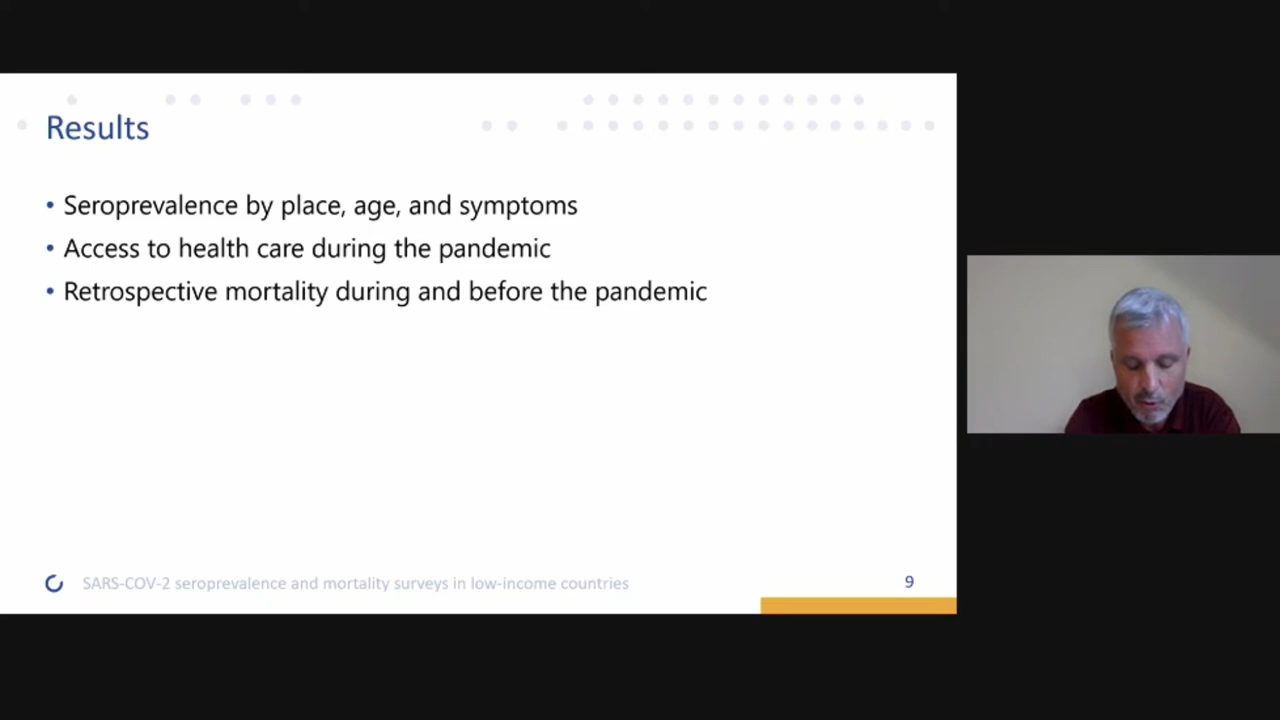 Results
• Seroprevalence by place, age, and symptoms
• Access to health care during the pandemic
• Retrospective mortality during and before the pandemic
SARS-COV-2 seroprevalence and mortality surveys in low-income countries
9